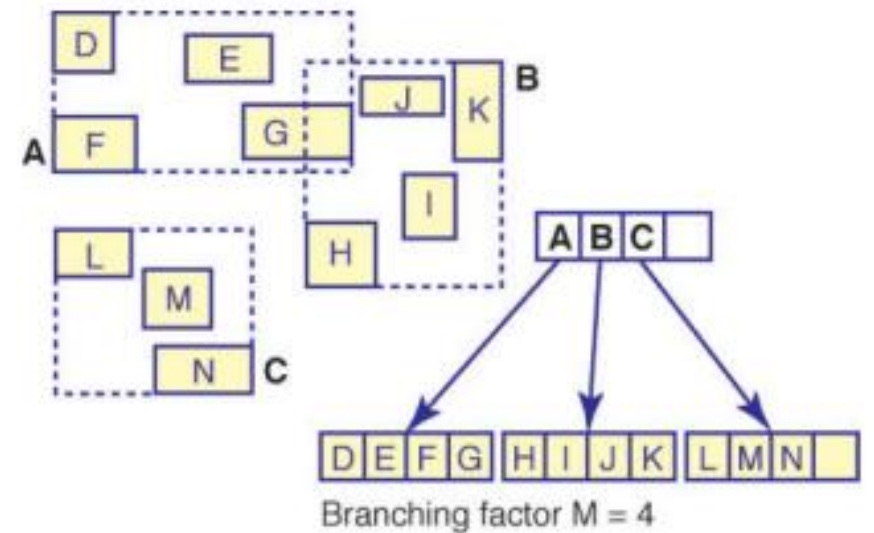 D
E
B
J
K
G
F
A
I
H
L
M
N
C
A B C
D E F G H I J K L M N
Branching factor M = 4